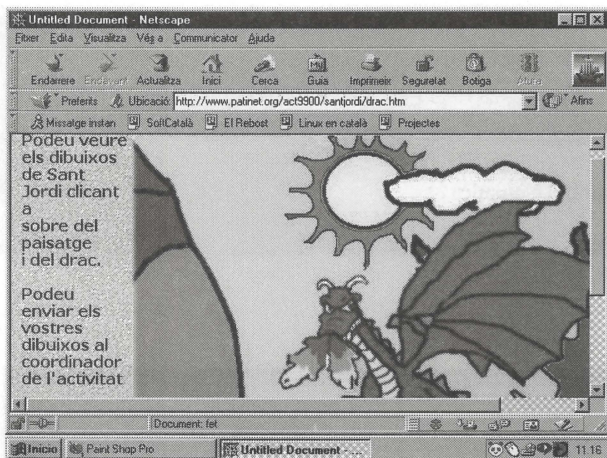 Untitled Document - Netscape
Fitxer Edita Visualitza Vés a Communicator Ajuda
Endarrere Endavant Actualitza Inici Cerca Guia Imprimeix Seguretat Botiga Atura
Preferits Ubicació: http://www.patinet.org/act9900/santjordi/drac.htm Afins
Missatge instan SoftCatalà El Rebost Linux en català Projectes
Podeu veure
els dibuixos
de Sant
Jordi clicant
a
sobre del
paisatge
i del drac.
Podeu
enviar els
vostres
dibuixos al
coordinador
de l'activitat
Document: fet
Inicio Paint Shop Pro Untitled Document - ... 11:16